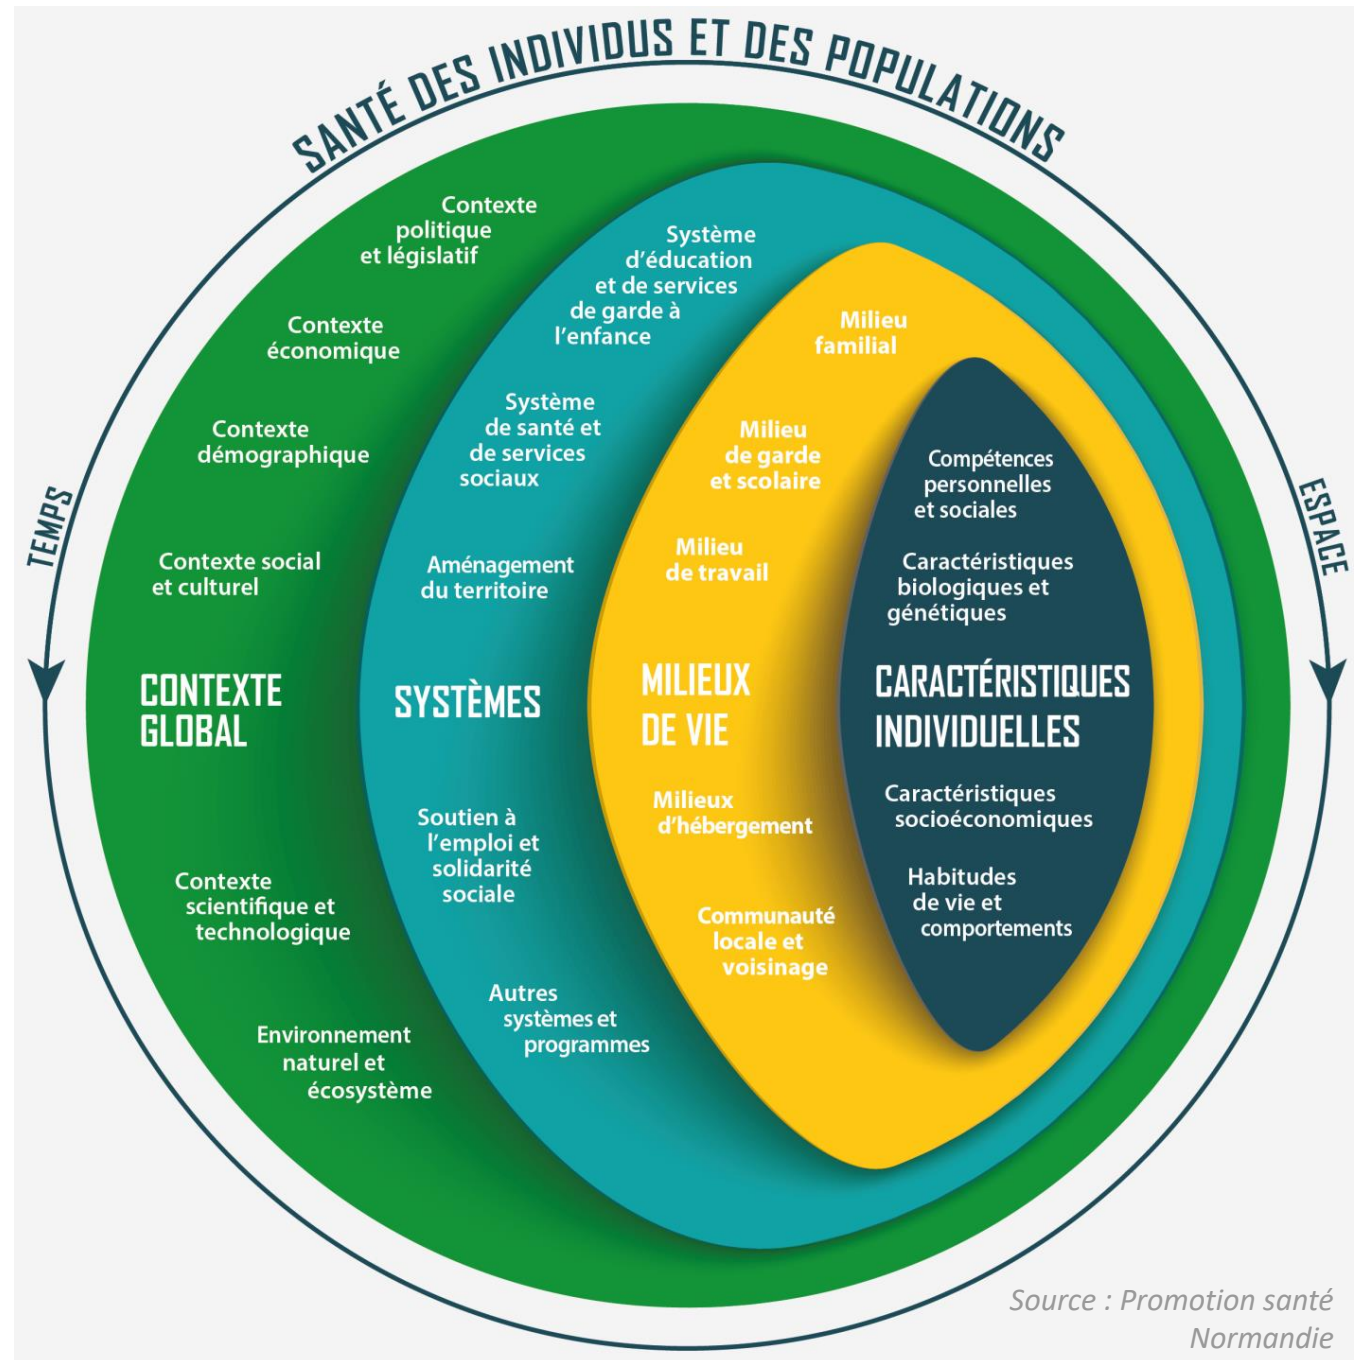 SANTÉ DES INDIVIDUS ET DES POPULATIONS
TEMPS
ESPACE
Contexte
politique
et législatif
Contexte
économique
Contexte
démographique
Contexte social
et culturel
CONTEXTE
GLOBAL
Contexte
scientifique et
technologique
Environnement
naturel et
écosystème
Système
d'éducation
et de services
de garde à
l'enfance
Système
de santé et
de services
sociaux
Aménagement
du territoire
SYSTÈMES
Soutien à
l'emploi et
solidarité
sociale
Autres
systèmes et
programmes
Milieu
familial
Milieu
de garde
et scolaire
Milieu
de travail
MILIEUX
DE VIE
Milieux
d'hébergement
Communauté
locale et
voisinage
Compétences
personnelles
et sociales
Caractéristiques
biologiques et
génétiques
CARACTÉRISTIQUES
INDIVIDUELLES
Caractéristiques
socioéconomiques
Habitudes
de vie et
comportements
Source : Promotion santé
Normandie